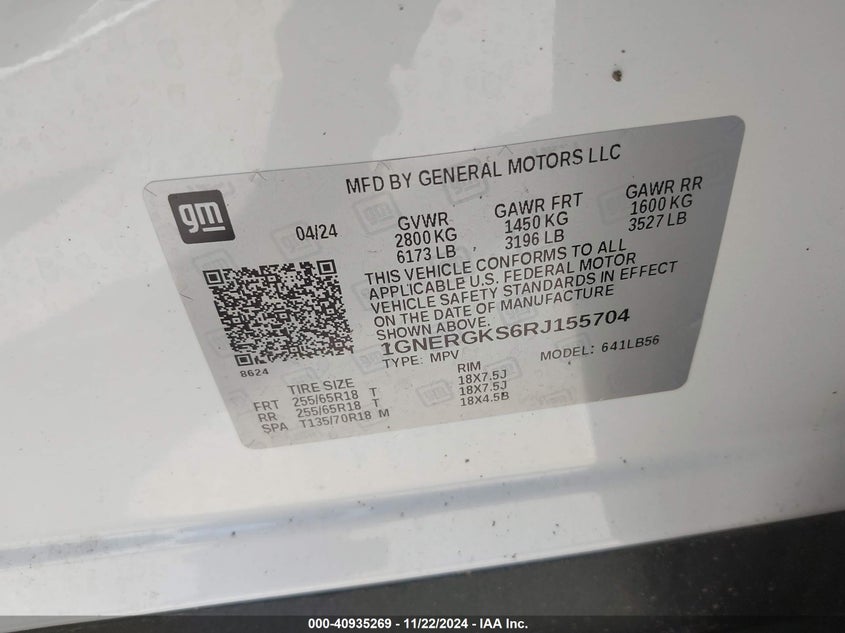 MFD BY GENERAL MOTORS LLC
gm
04/24
GVWR
2800 KG
6173 LB
GAWR FRT
1450 KG
3196 LB
GAWR RR
1600 KG
3527 LB
THIS VEHICLE CONFORMS TO ALL
APPLICABLE U.S. FEDERAL MOTOR
VEHICLE SAFETY STANDARDS IN EFFECT
ON THE DATE OF MANUFACTURE
SHOWN ABOVE.
1GNERGKS6RJ155704
TYPE: MPV
MODEL: 641LB56
8624
TIRE SIZE
RIM
FRT 255/65R18 T 18X7.5J
RR 255/65R18 T 18X7.5J
SPA T135/70R18 M 18X4.5B
000-40935269 - 11/22/2024 - IAA Inc.